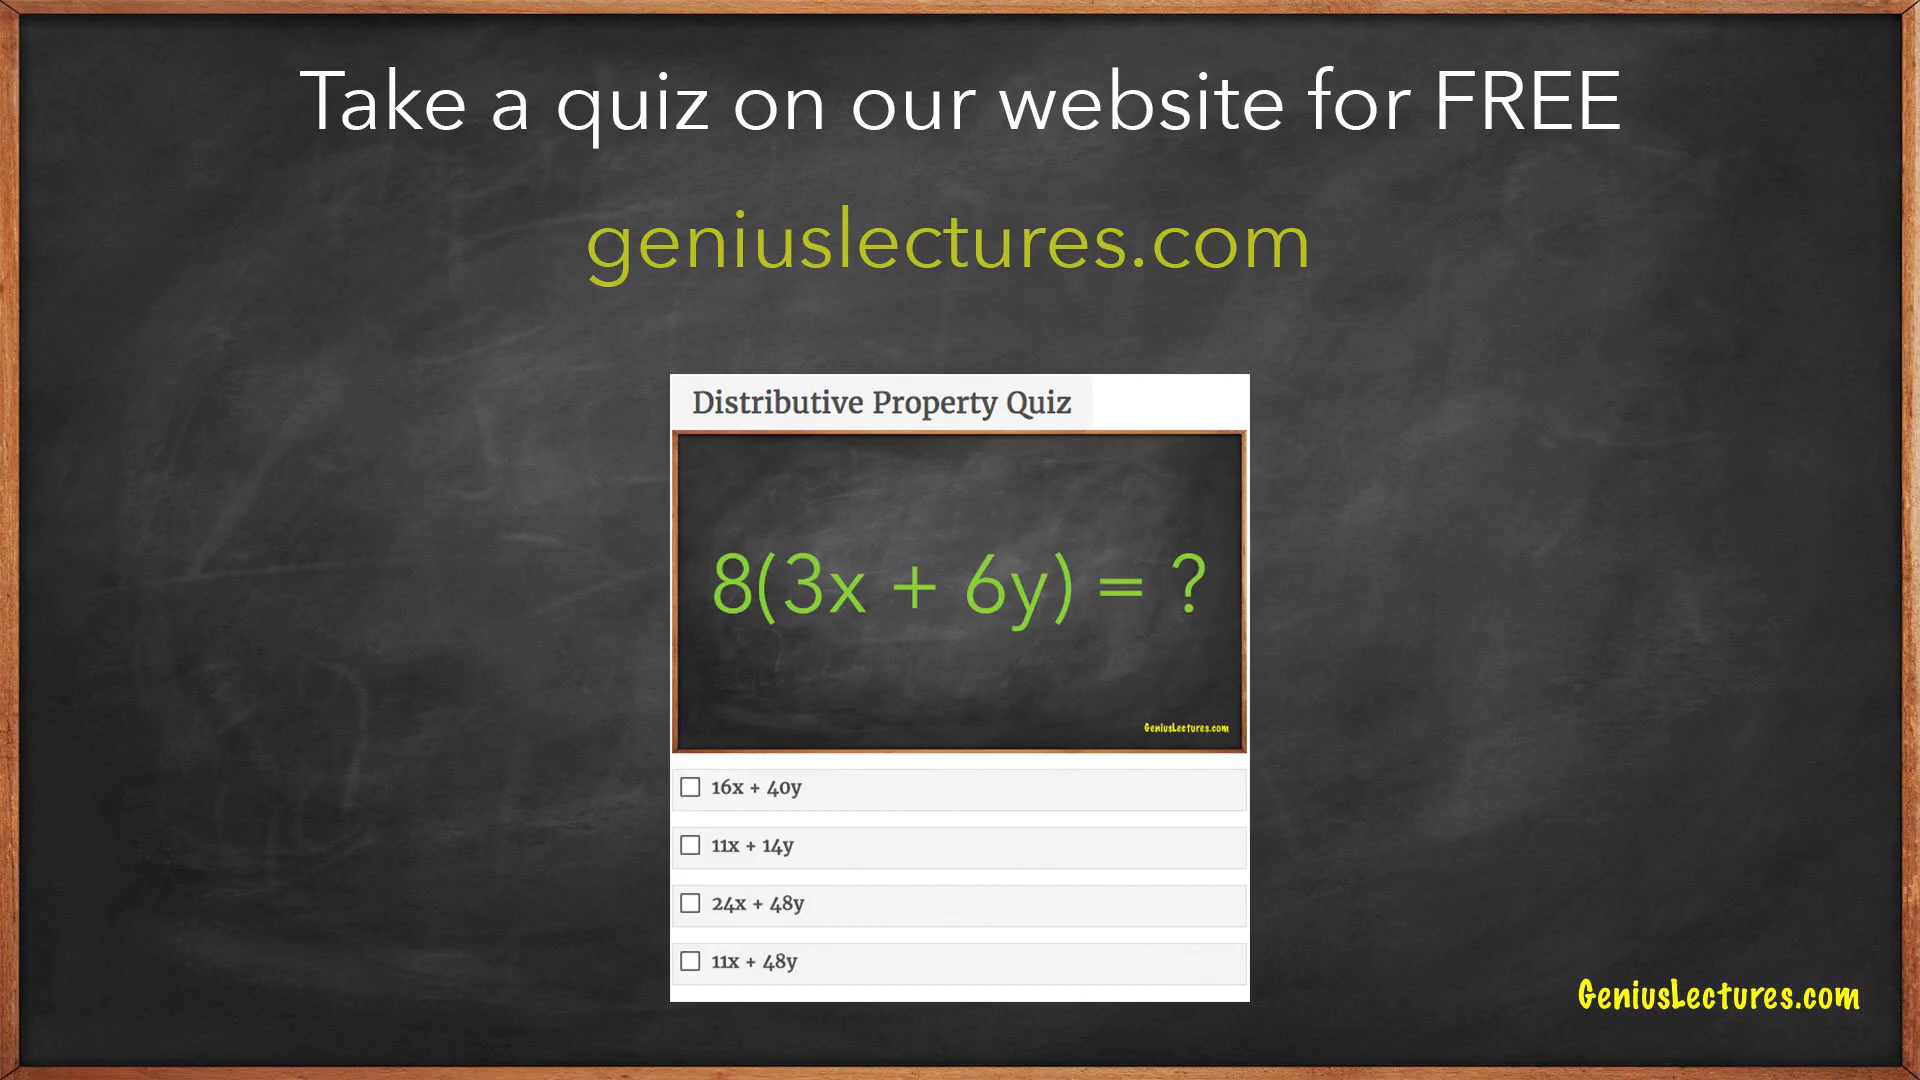 Take a quiz on our website for FREE
geniuslectures.com
Distributive Property Quiz
8(3x + 6y) = ?
GeniusLectures.com
16x + 40y
11x + 14y
24x + 48y
11x + 48y
GeniusLectures.com